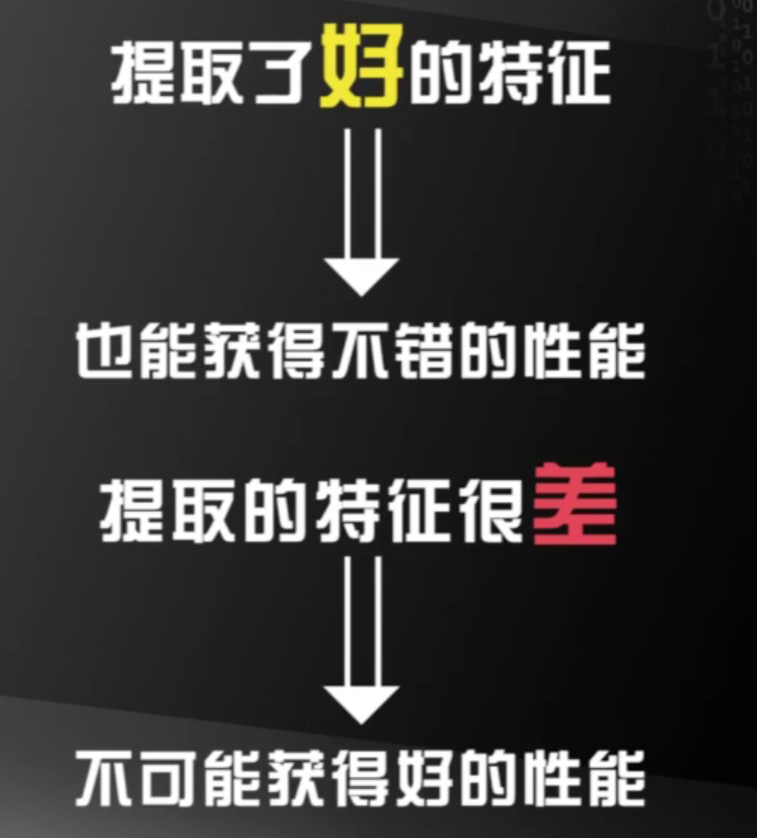 提取了好的特征
也能获得不错的性能
提取的特征很差
不可能获得好的性能